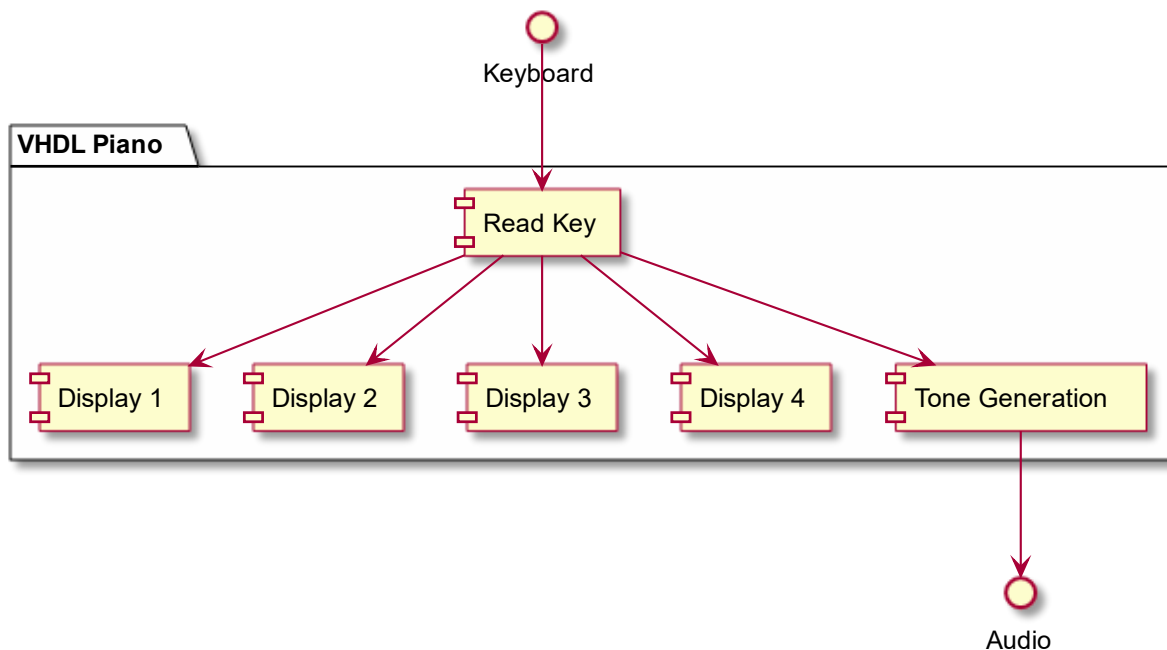 Keyboard
VHDL Piano
Read Key
Display 1
Display 2
Display 3
Display 4
Tone Generation
Audio